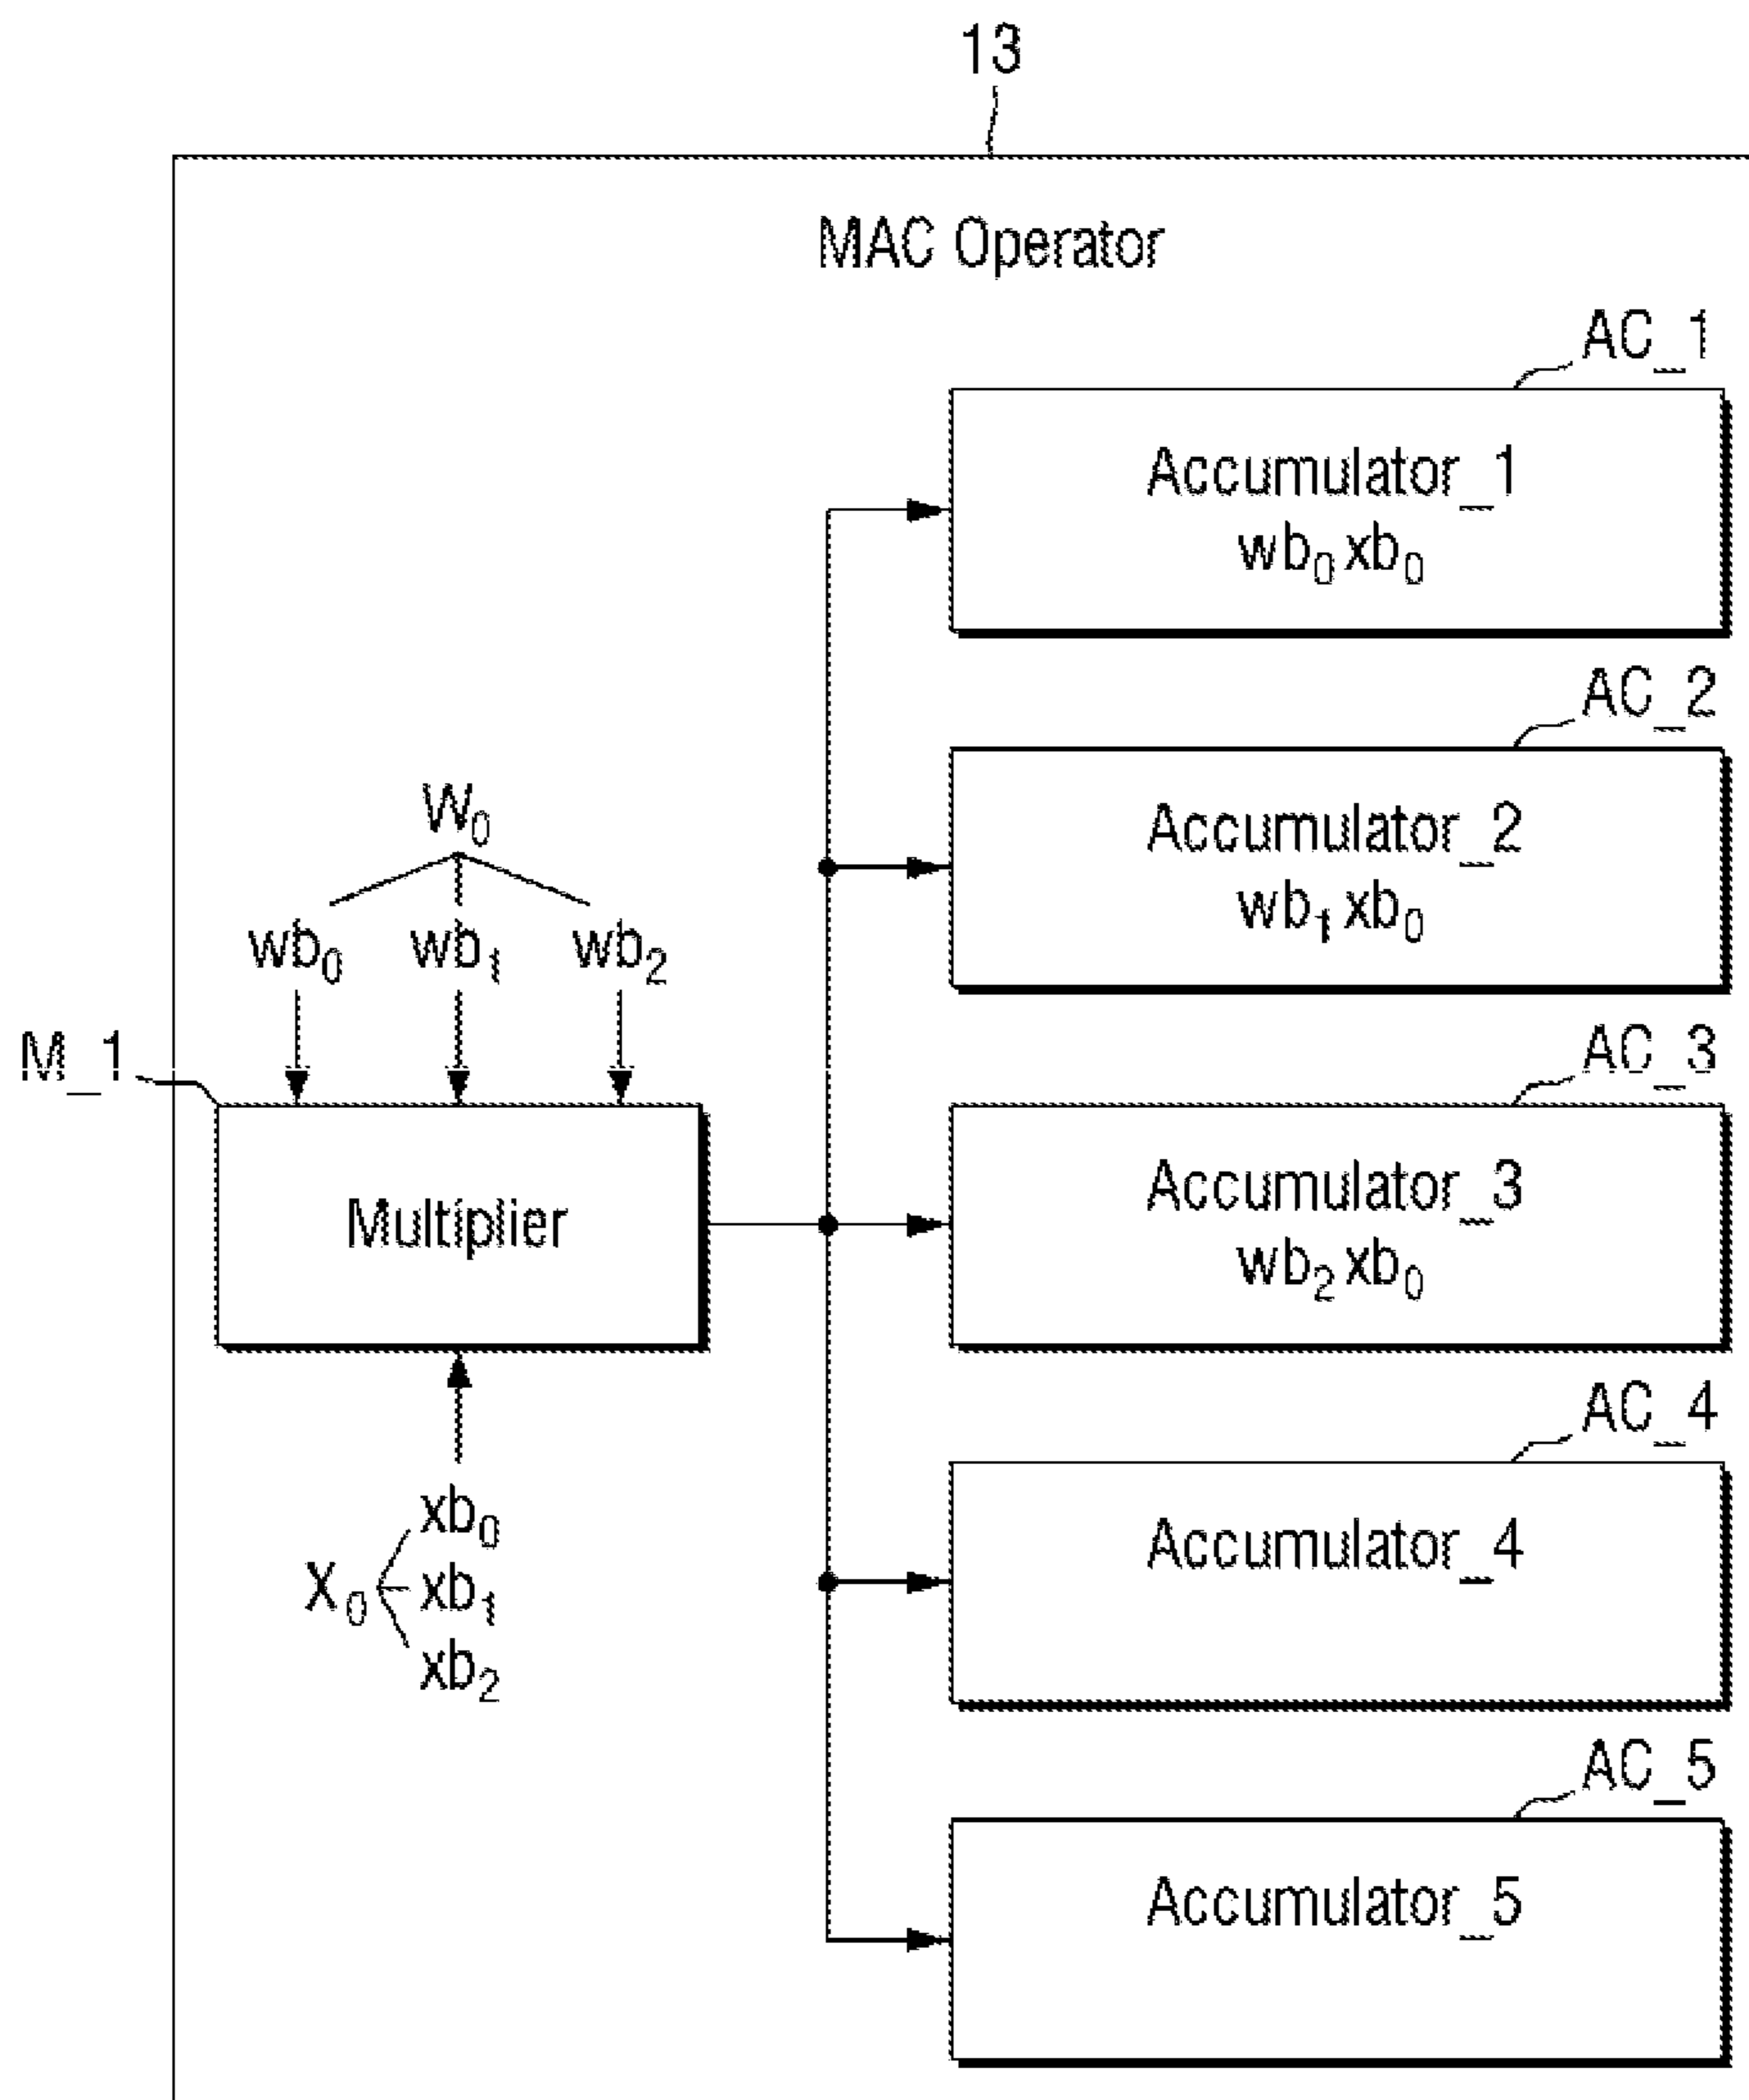 13
MAC Operator
AC_1
Accumulator_1
wb₀ xb₀
AC_2
Accumulator_2
wb₁ xb₀
W₀
wb₀ wb₁ wb₂
M_1
Multiplier
AC_3
Accumulator_3
wb₂ xb₀
xb₀
X₀ xb₁
xb₂
AC_4
Accumulator_4
AC_5
Accumulator_5